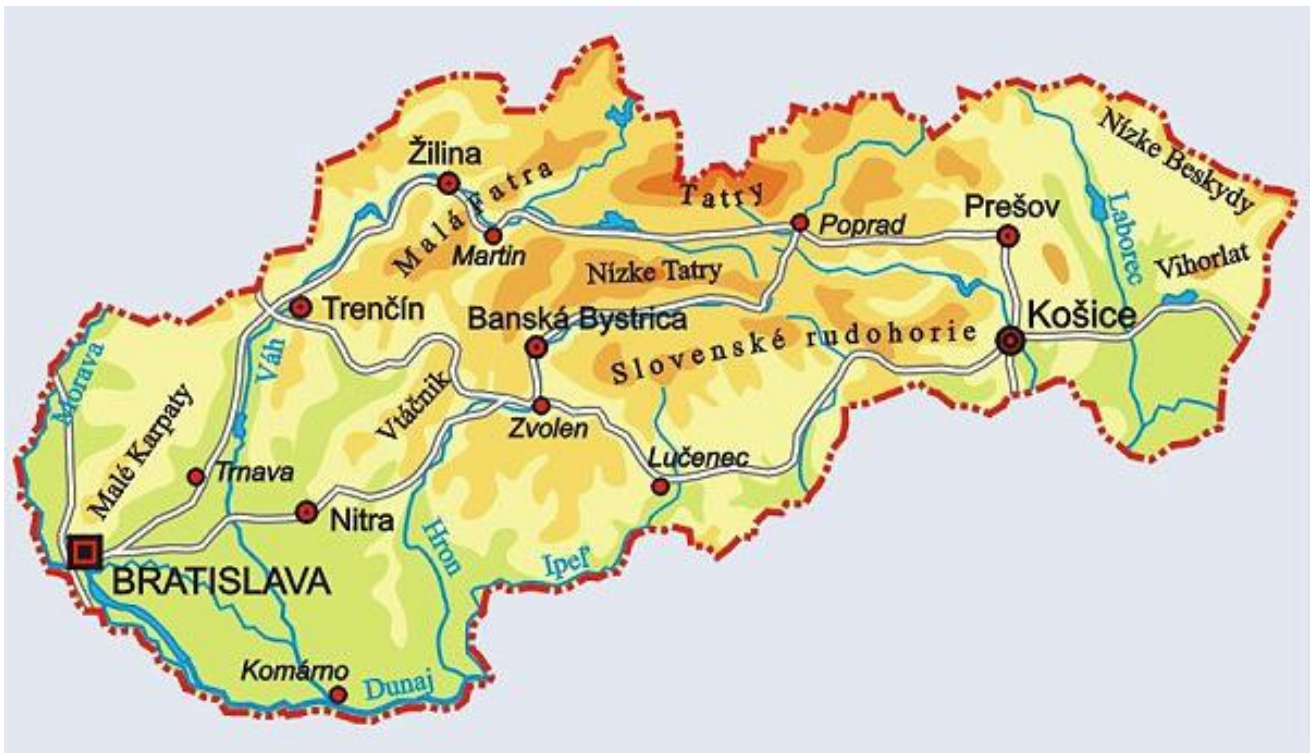 Nízke Beskydy
Žilina
Malá Fatra
Tatry
Laborec
Prešov
Poprad
Martin
Nízke Tatry
Vihorlat
Trenčín
Banská Bystrica
Košice
Slovenské rudohorie
Morava
Váh
Malé Karpaty
Vtáčnik
Zvolen
Lučenec
Trnava
Nitra
Hron
Ipeľ
BRATISLAVA
Komárno
Dunaj